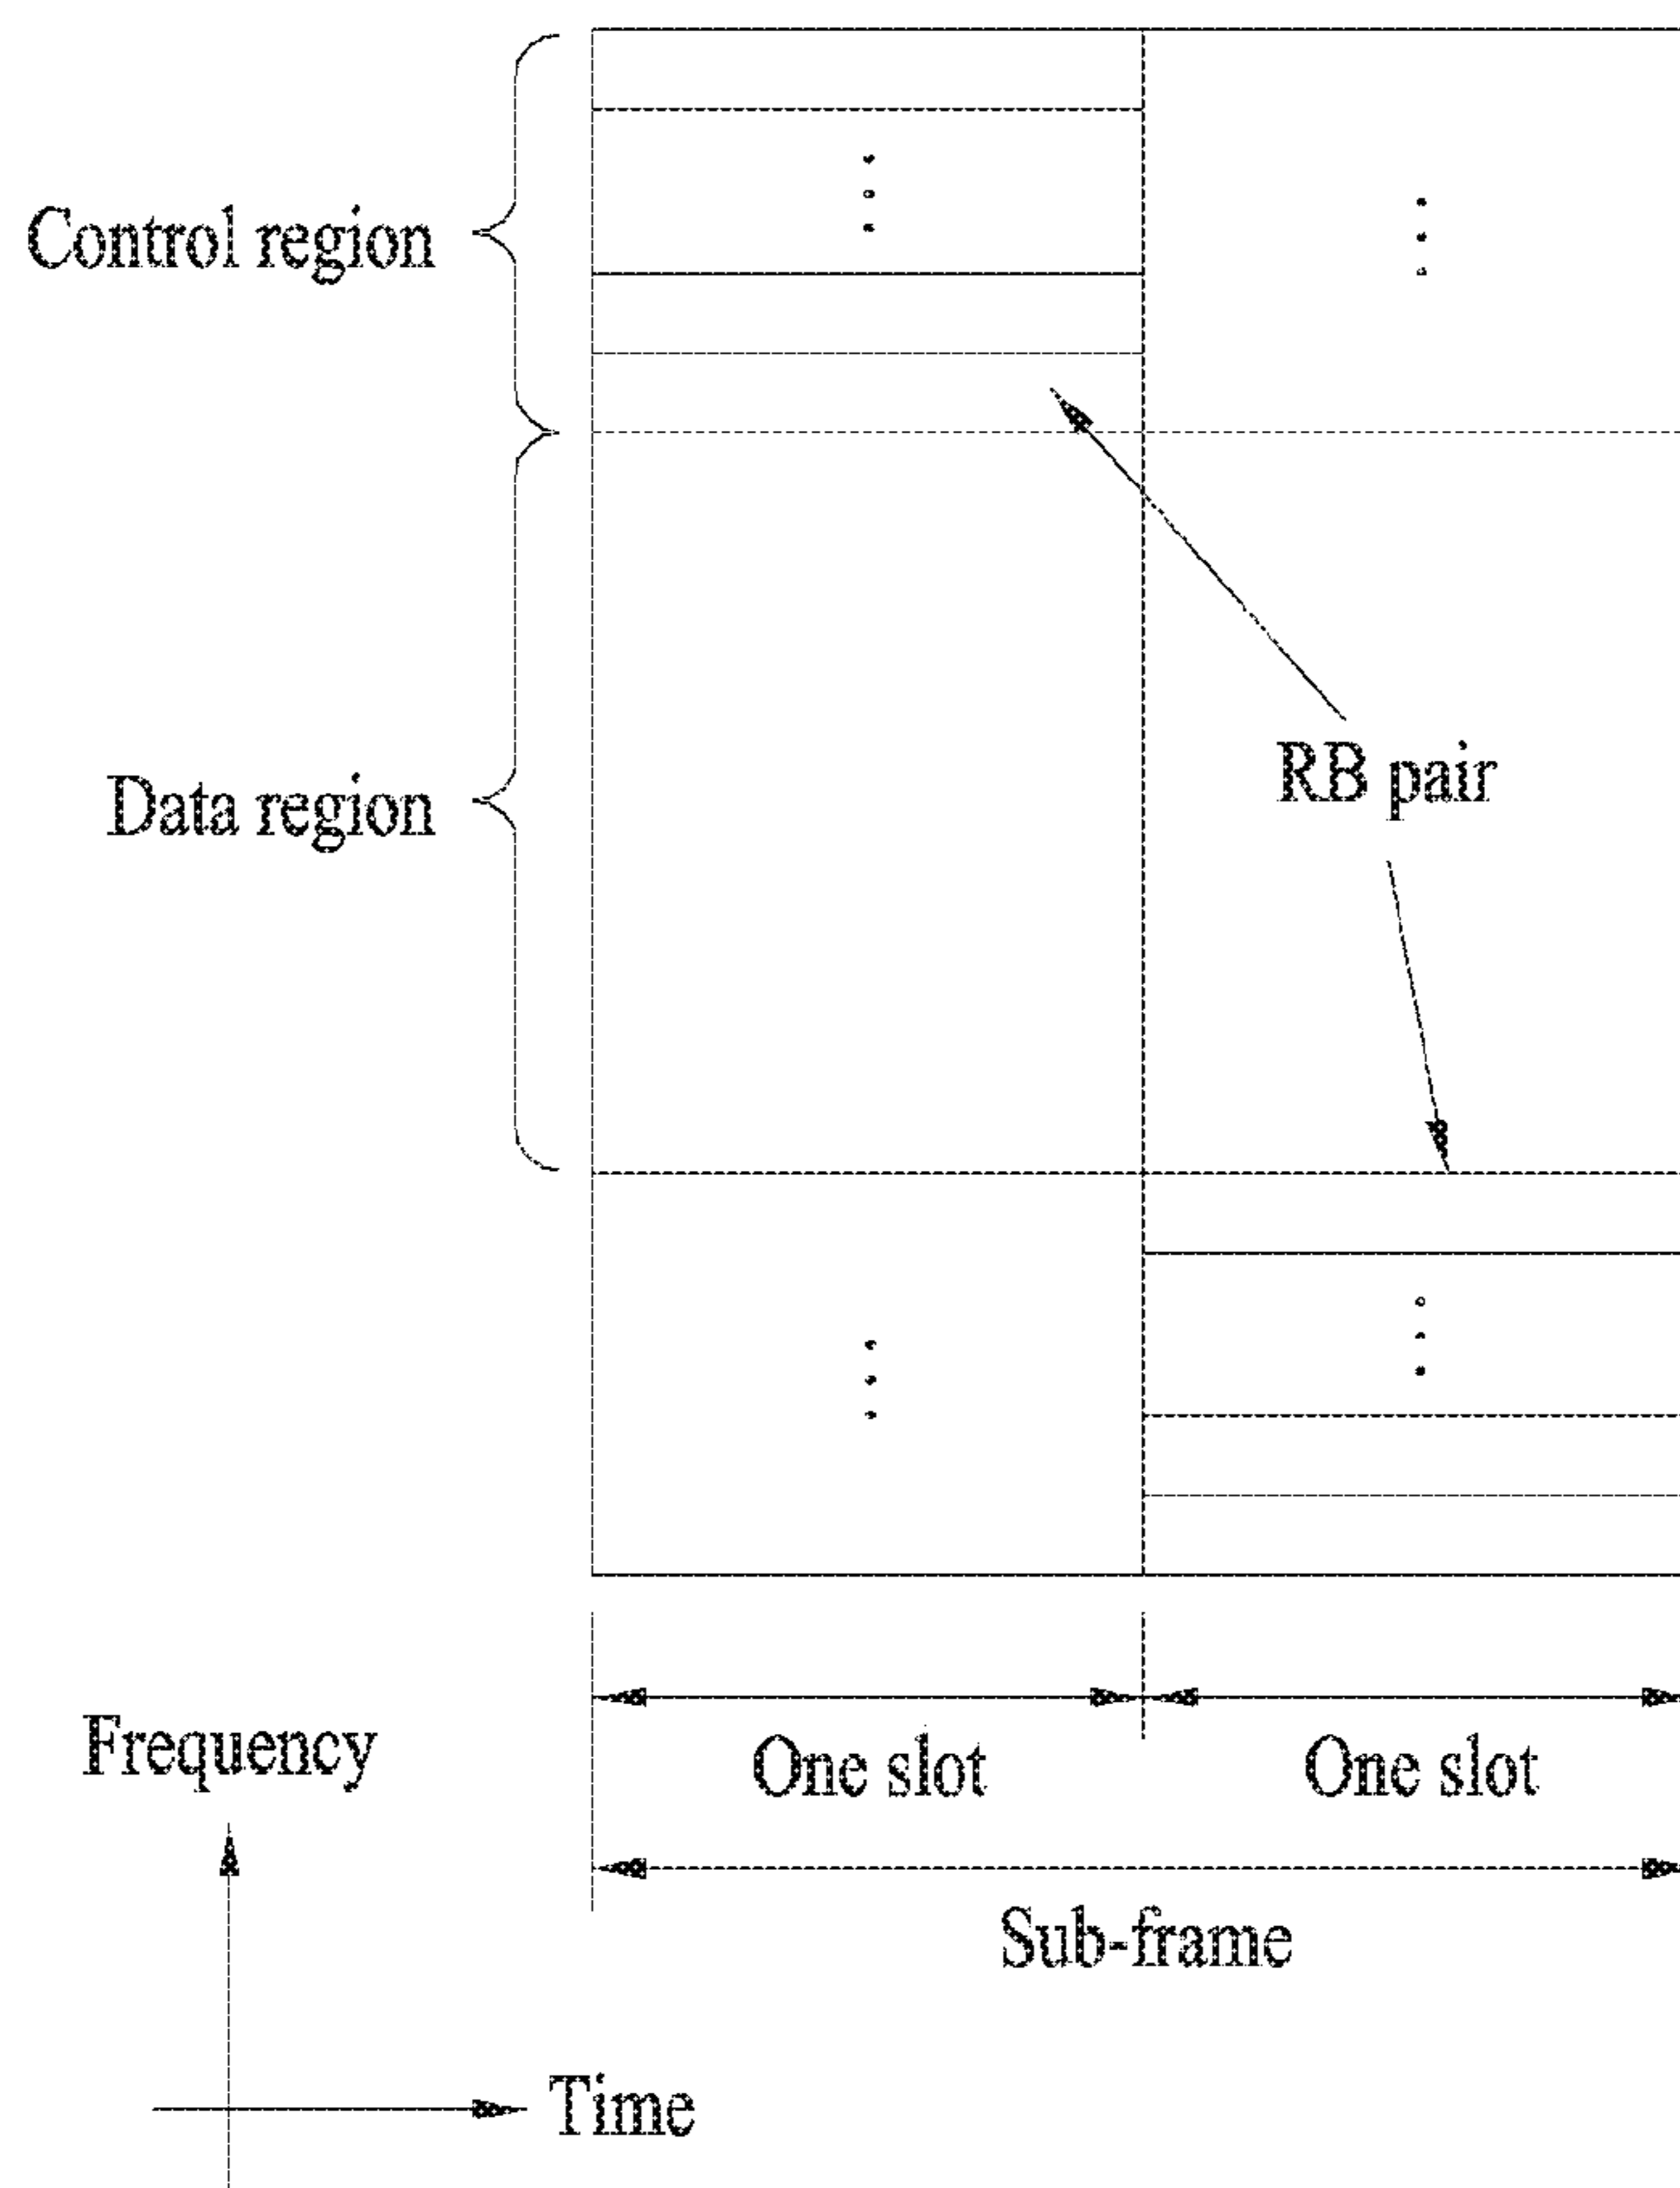 Control region
Data region
RB pair
One slot
One slot
Sub-frame
Frequency
Time